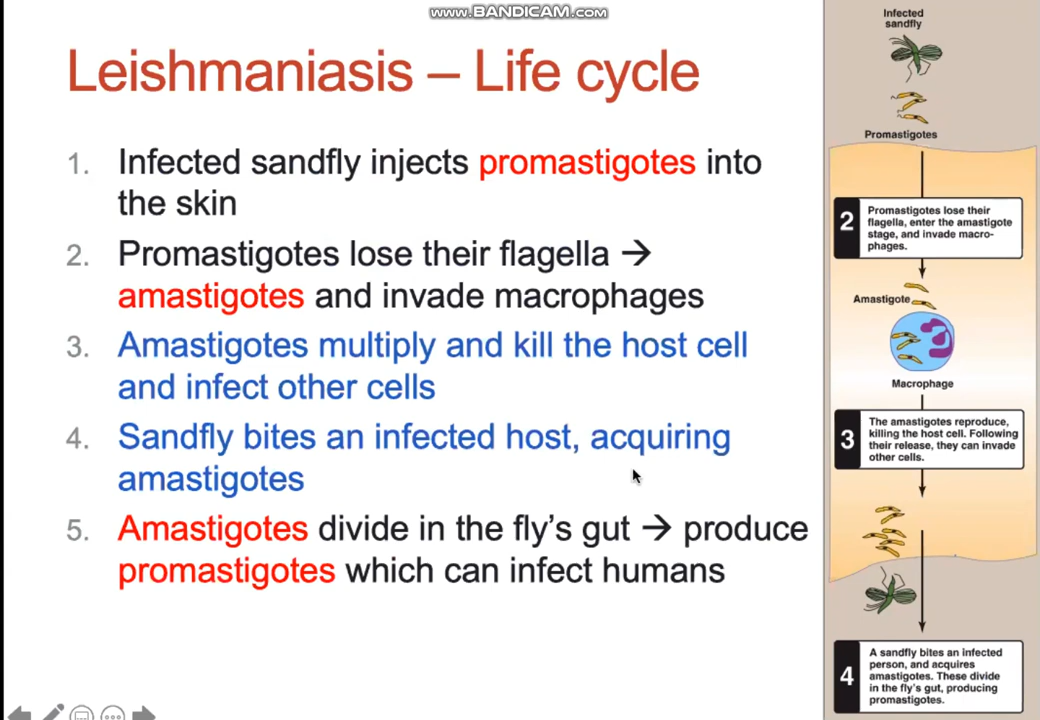 www.BANDICAM.com
Leishmaniasis – Life cycle
1. Infected sandfly injects promastigotes into
the skin
2. Promastigotes lose their flagella →
amastigotes and invade macrophages
3. Amastigotes multiply and kill the host cell
and infect other cells
4. Sandfly bites an infected host, acquiring
amastigotes
5. Amastigotes divide in the fly's gut → produce
promastigotes which can infect humans
Infected
sandfly
Promastigotes
2
Promastigotes lose their
flagella, enter the amastigote
stage, and invade macro-
phages.
Amastigote
Macrophage
3
The amastigotes reproduce,
killing the host cell. Following
their release, they can invade
other cells.
4
A sandfly bites an infected
person, and acquires
amastigotes. These divide
in the fly's gut, producing
promastigotes.